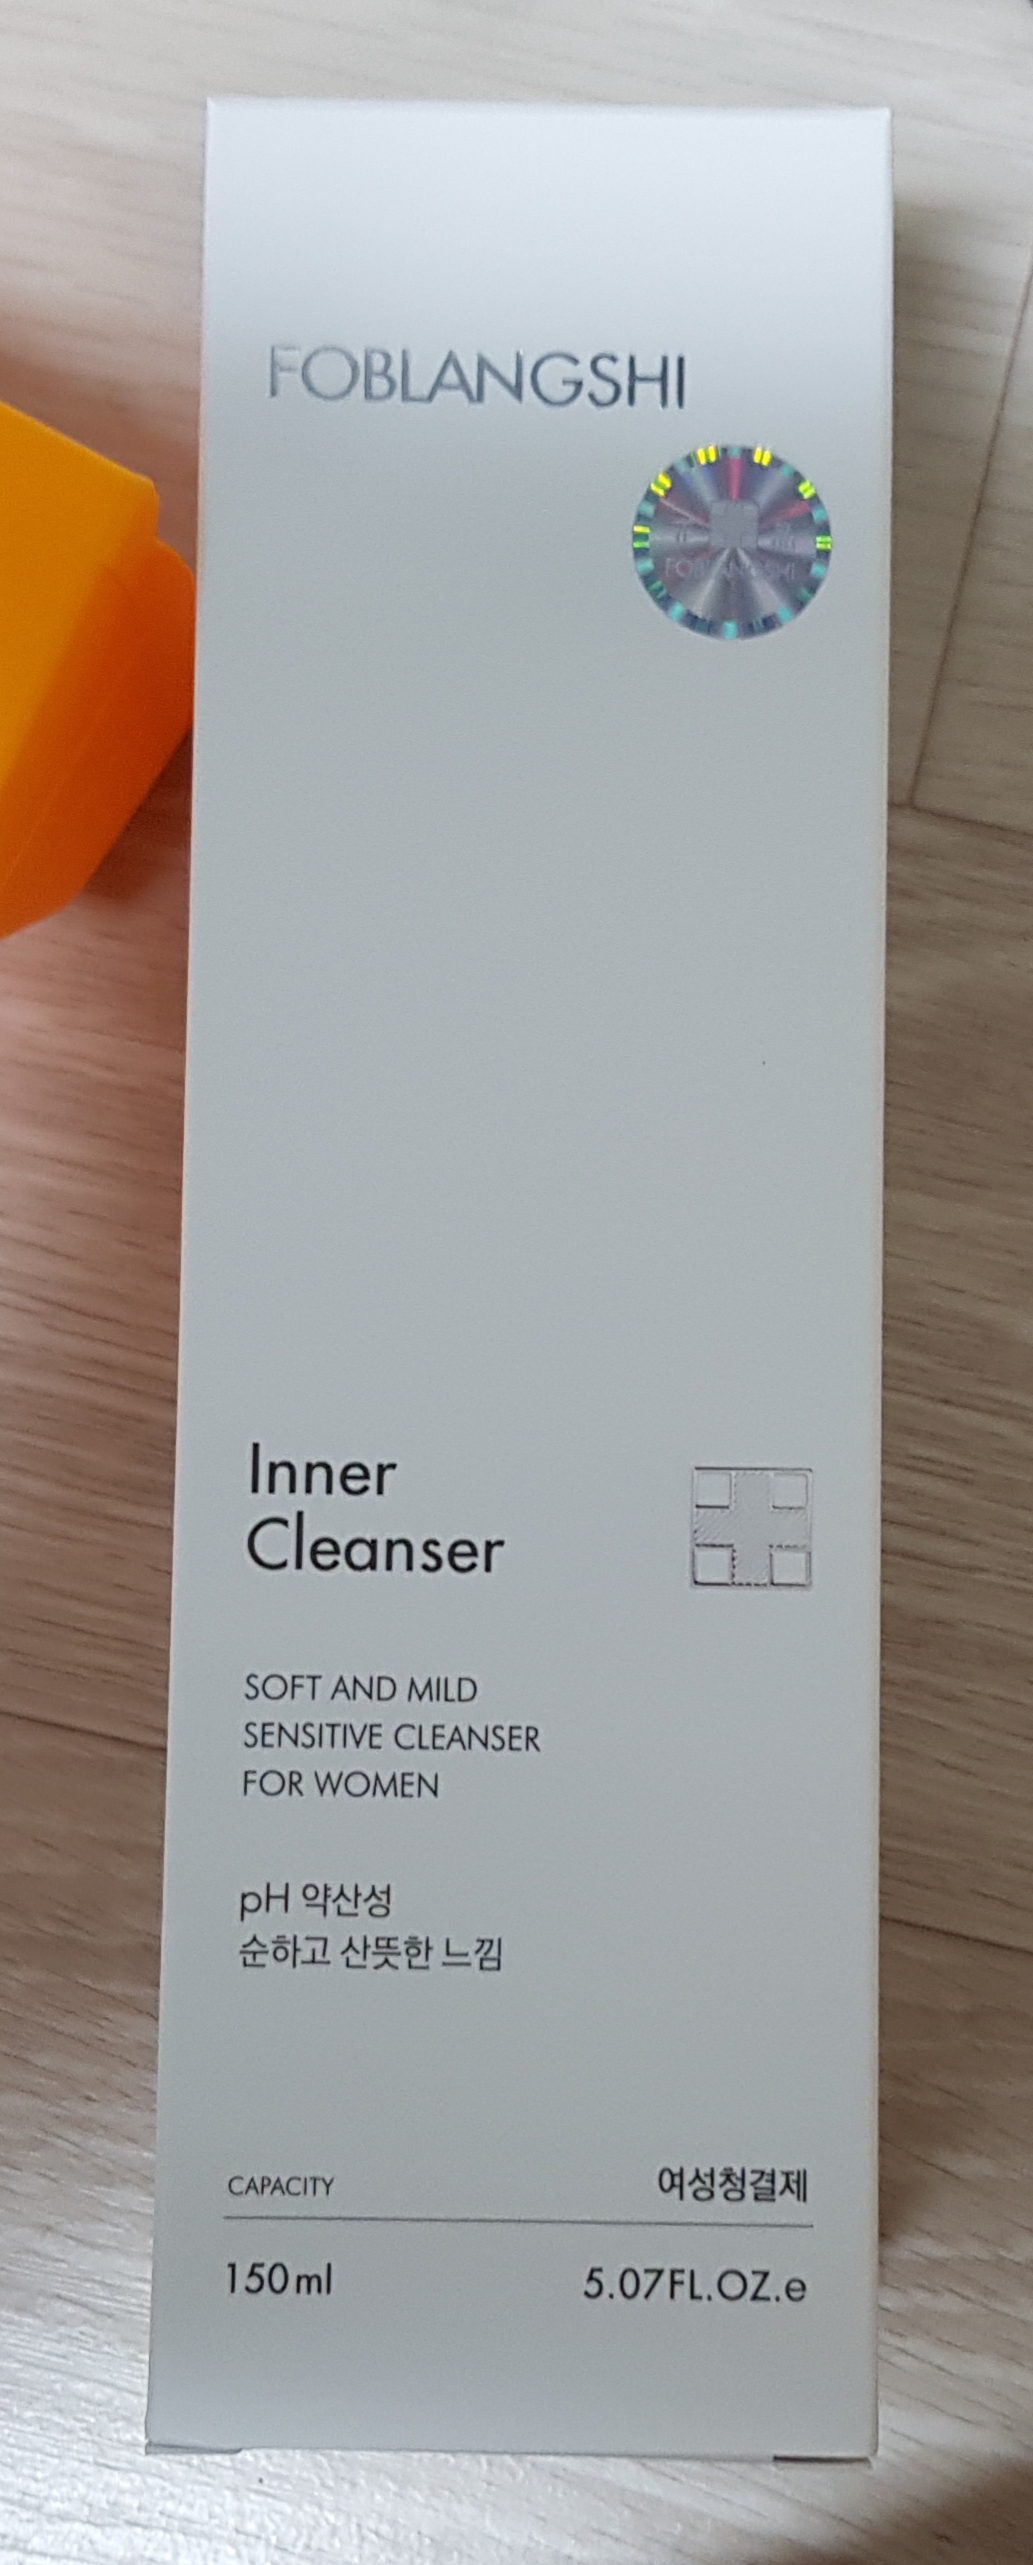 FOBLANGSHI
FOBLANGSHI
Inner
Cleanser
SOFT AND MILD
SENSITIVE CLEANSER
FOR WOMEN
pH 약산성
순하고 산뜻한 느낌
CAPACITY
여성청결제
150ml
5.07FL.OZ.e